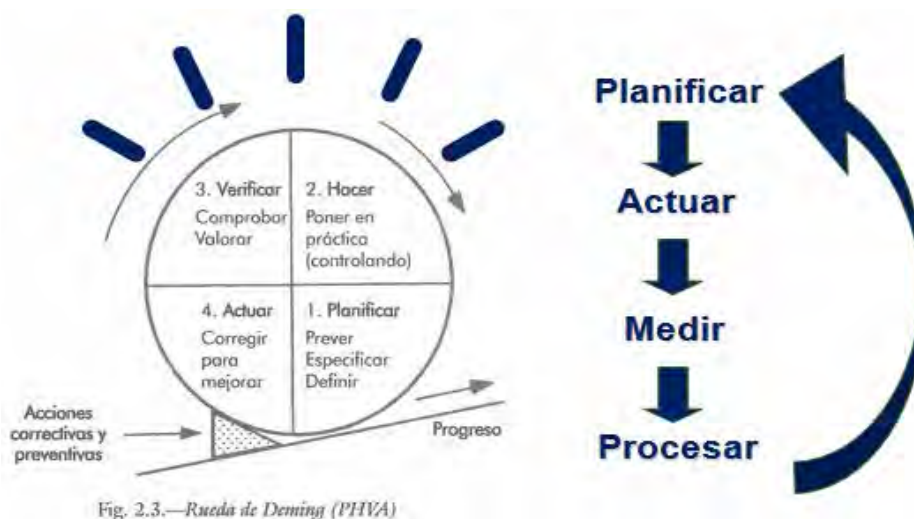 3. Verificar
Comprobar
Valorar
2. Hacer
Poner en
práctica
(controlando)
4. Actuar
Corregir
para
mejorar
1. Planificar
Prever
Especificar
Definir
Acciones
correctivas y
preventivas
Progreso
Fig. 2.3.—Rueda de Deming (PHVA)
Planificar
Actuar
Medir
Procesar